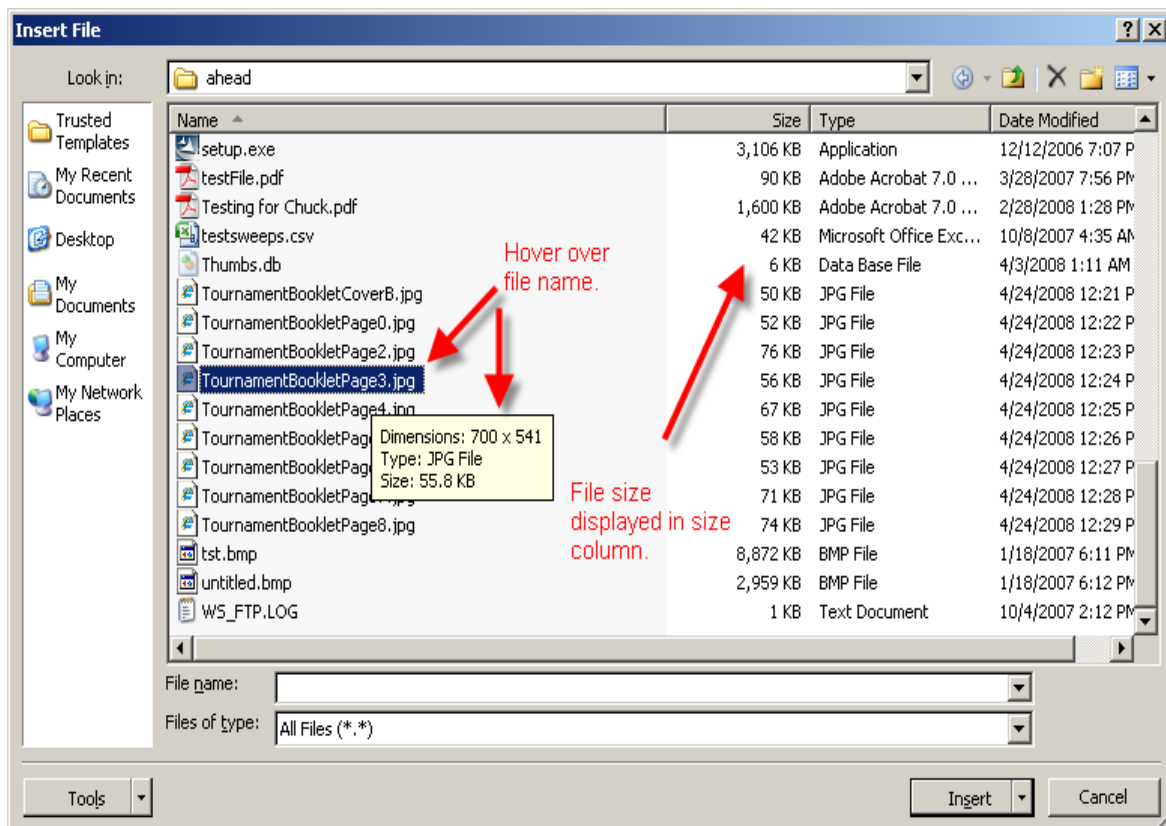 Insert File
Look in: ahead
Trusted Templates
My Recent Documents
Desktop
My Documents
My Computer
My Network Places
Name Size Type Date Modified
setup.exe 3,106 KB Application 12/12/2006 7:07 P
testFile.pdf 90 KB Adobe Acrobat 7.0 ... 3/28/2007 7:56 PM
Testing for Chuck.pdf 1,600 KB Adobe Acrobat 7.0 ... 2/28/2008 1:28 PM
testsweeps.csv 42 KB Microsoft Office Exc... 10/8/2007 4:35 AM
Thumbs.db 6 KB Data Base File 4/3/2008 1:11 AM
TournamentBookletCoverB.jpg 50 KB JPG File 4/24/2008 12:21 P
TournamentBookletPage0.jpg 52 KB JPG File 4/24/2008 12:22 P
TournamentBookletPage2.jpg 76 KB JPG File 4/24/2008 12:23 P
TournamentBookletPage3.jpg 56 KB JPG File 4/24/2008 12:24 P
TournamentBookletPage4.jpg 67 KB JPG File 4/24/2008 12:25 P
TournamentBookletPag 58 KB JPG File 4/24/2008 12:26 P
TournamentBookletPag 53 KB JPG File 4/24/2008 12:27 P
TournamentBookletPag 71 KB JPG File 4/24/2008 12:28 P
TournamentBookletPage8.jpg 74 KB JPG File 4/24/2008 12:29 P
tst.bmp 8,872 KB BMP File 1/18/2007 6:11 PM
untitled.bmp 2,959 KB BMP File 1/18/2007 6:12 PM
WS_FTP.LOG 1 KB Text Document 10/4/2007 2:12 PM
Hover over
file name.
Dimensions: 700 x 541
Type: JPG File
Size: 55.8 KB
File size
displayed in size
column.
File name:
Files of type: All Files (*.*)
Tools Insert Cancel